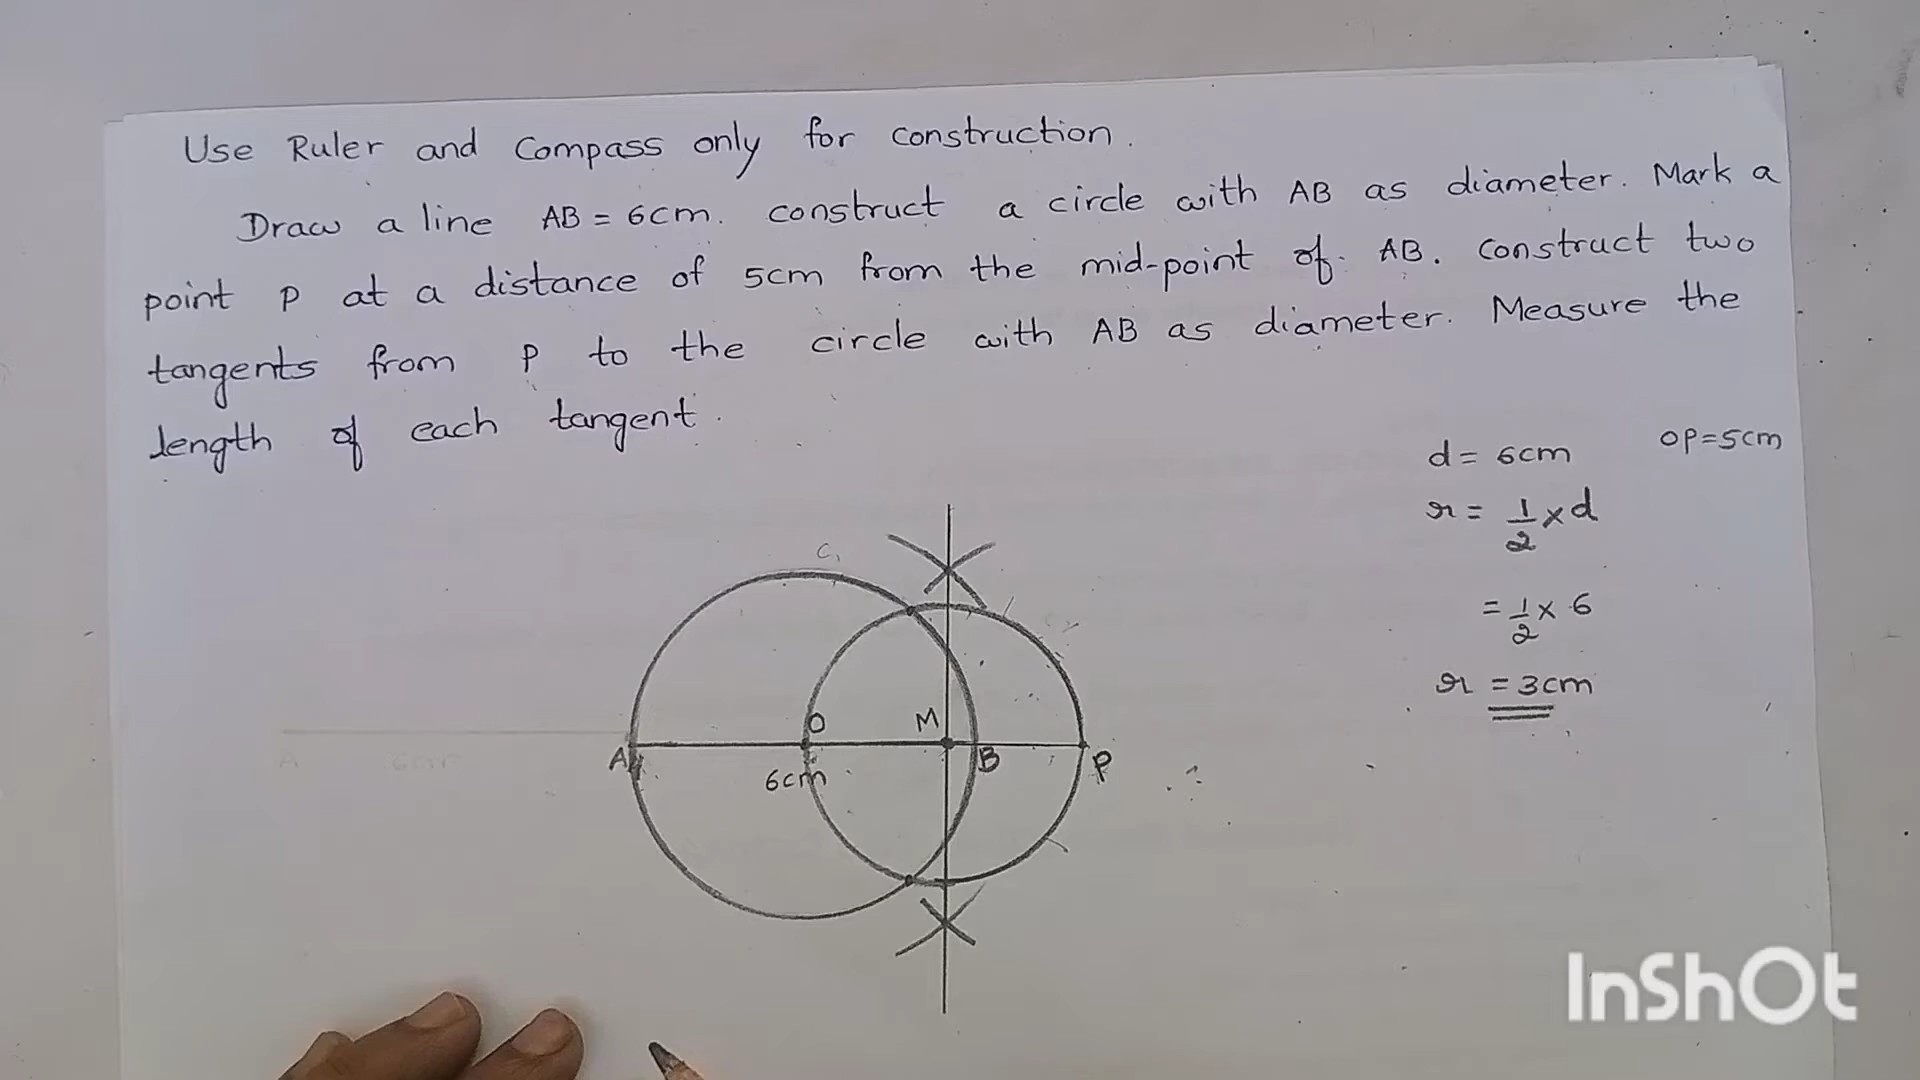 Use Ruler and Compass only for construction.
Draw a line AB = 6cm. construct a circle with AB as diameter. Mark a
point P at a distance of 5cm from the mid-point of AB. construct two
tangents from P to the circle with AB as diameter. Measure the
length of each tangent.
d = 6cm OP=5cm
r = 1/2 x d
= 1/2 x 6
r = 3cm
C1
O
M
A
B
P
6cm
A 6cm
InShOt